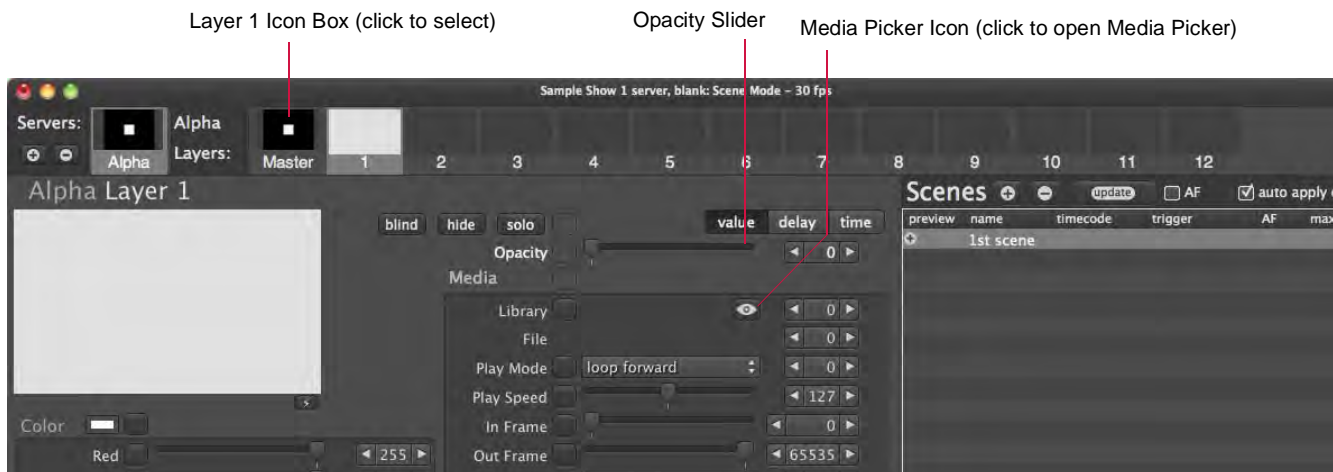 Layer 1 Icon Box (click to select)
Opacity Slider
Media Picker Icon (click to open Media Picker)
Sample Show 1 server, blank: Scene Mode – 30 fps
Servers:
Alpha
Alpha
Layers:
Master
1 2 3 4 5 6 7 8 9 10 11 12
Alpha Layer 1
Scenes
update
AF
auto apply
blind hide solo
value delay time
preview name timecode trigger AF max
1st scene
Opacity 0
Media
Library 0
File 0
Play Mode loop forward 0
Play Speed 127
Color
In Frame 0
Red 255
Out Frame 65535